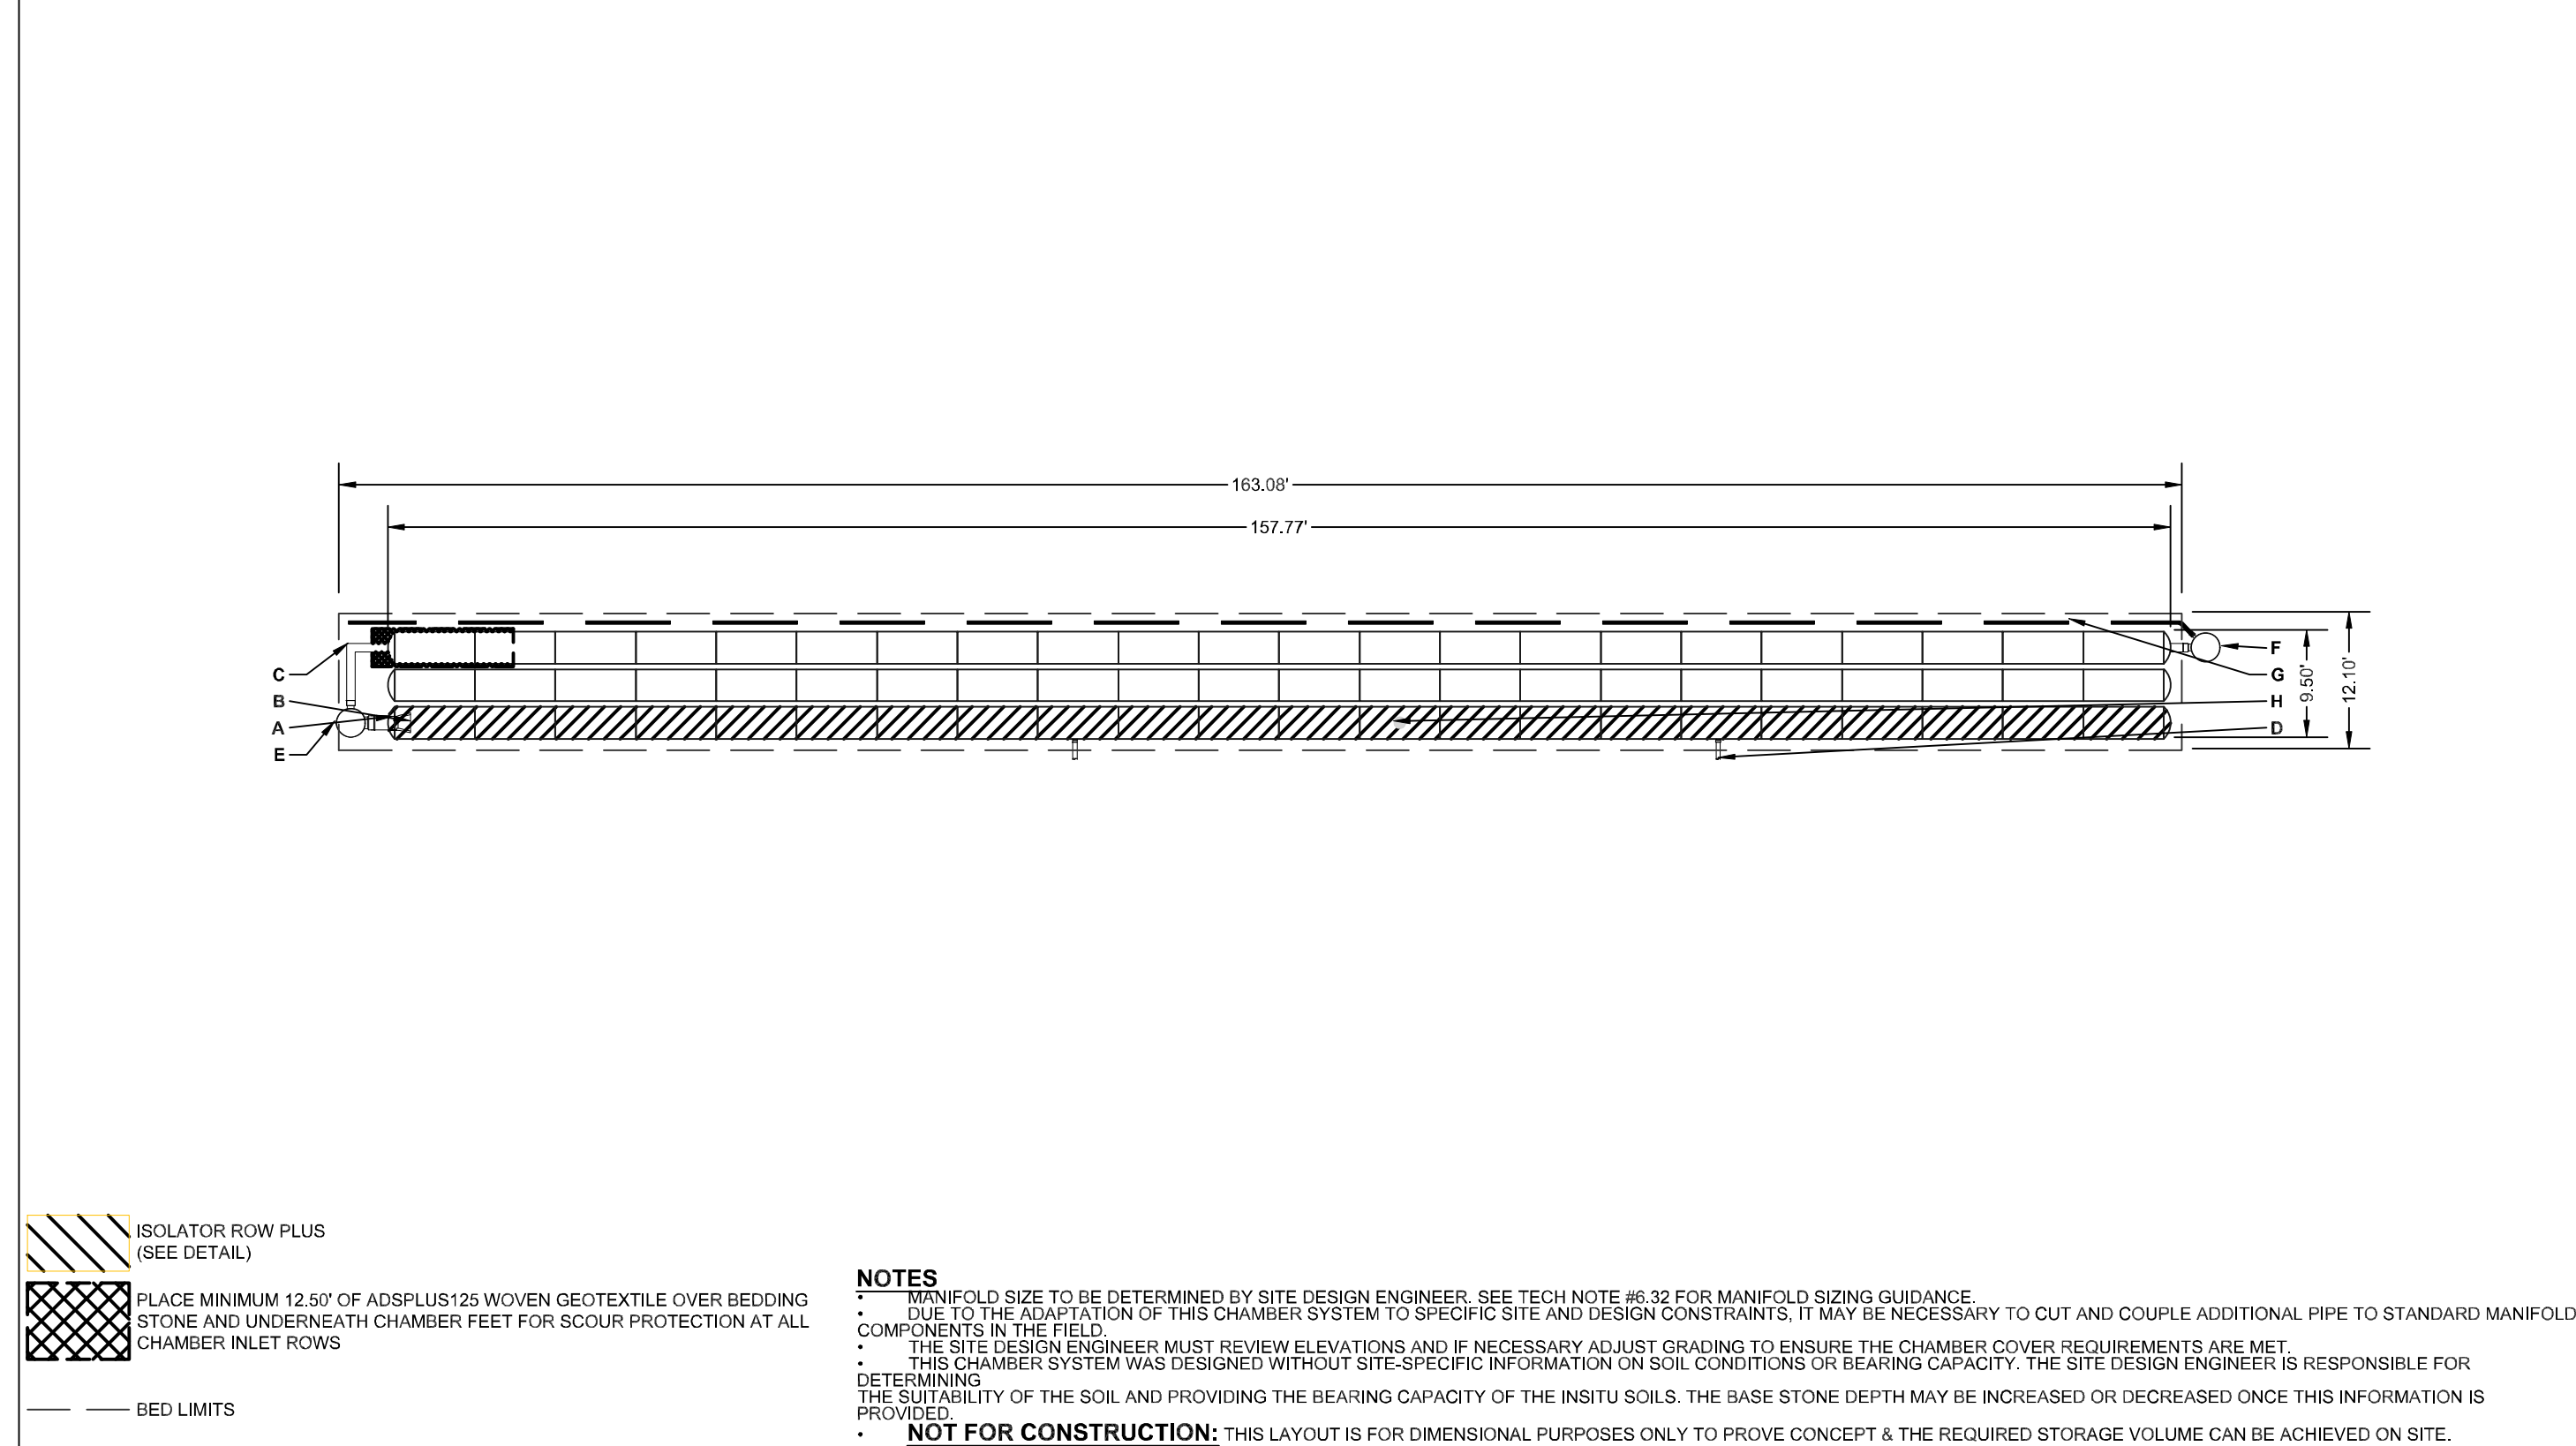 163.08'
157.77'
C
B
A
E
F
G
H
D
9.50'
12.10'
ISOLATOR ROW PLUS
(SEE DETAIL)
PLACE MINIMUM 12.50' OF ADSPLUS125 WOVEN GEOTEXTILE OVER BEDDING
STONE AND UNDERNEATH CHAMBER FEET FOR SCOUR PROTECTION AT ALL
CHAMBER INLET ROWS
BED LIMITS
NOTES
• MANIFOLD SIZE TO BE DETERMINED BY SITE DESIGN ENGINEER. SEE TECH NOTE #6.32 FOR MANIFOLD SIZING GUIDANCE.
• DUE TO THE ADAPTATION OF THIS CHAMBER SYSTEM TO SPECIFIC SITE AND DESIGN CONSTRAINTS, IT MAY BE NECESSARY TO CUT AND COUPLE ADDITIONAL PIPE TO STANDARD MANIFOLD
COMPONENTS IN THE FIELD.
• THE SITE DESIGN ENGINEER MUST REVIEW ELEVATIONS AND IF NECESSARY ADJUST GRADING TO ENSURE THE CHAMBER COVER REQUIREMENTS ARE MET.
• THIS CHAMBER SYSTEM WAS DESIGNED WITHOUT SITE-SPECIFIC INFORMATION ON SOIL CONDITIONS OR BEARING CAPACITY. THE SITE DESIGN ENGINEER IS RESPONSIBLE FOR
DETERMINING
THE SUITABILITY OF THE SOIL AND PROVIDING THE BEARING CAPACITY OF THE INSITU SOILS. THE BASE STONE DEPTH MAY BE INCREASED OR DECREASED ONCE THIS INFORMATION IS
PROVIDED.
• NOT FOR CONSTRUCTION: THIS LAYOUT IS FOR DIMENSIONAL PURPOSES ONLY TO PROVE CONCEPT & THE REQUIRED STORAGE VOLUME CAN BE ACHIEVED ON SITE.